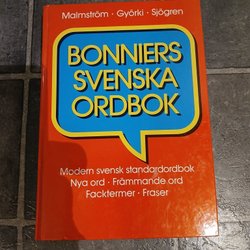 Malmström · Györki · Sjögren
BONNIERS
SVENSKA
ORDBOK
Modern svensk standardordbok
Nya ord · Främmande ord
Facktermer · Fraser